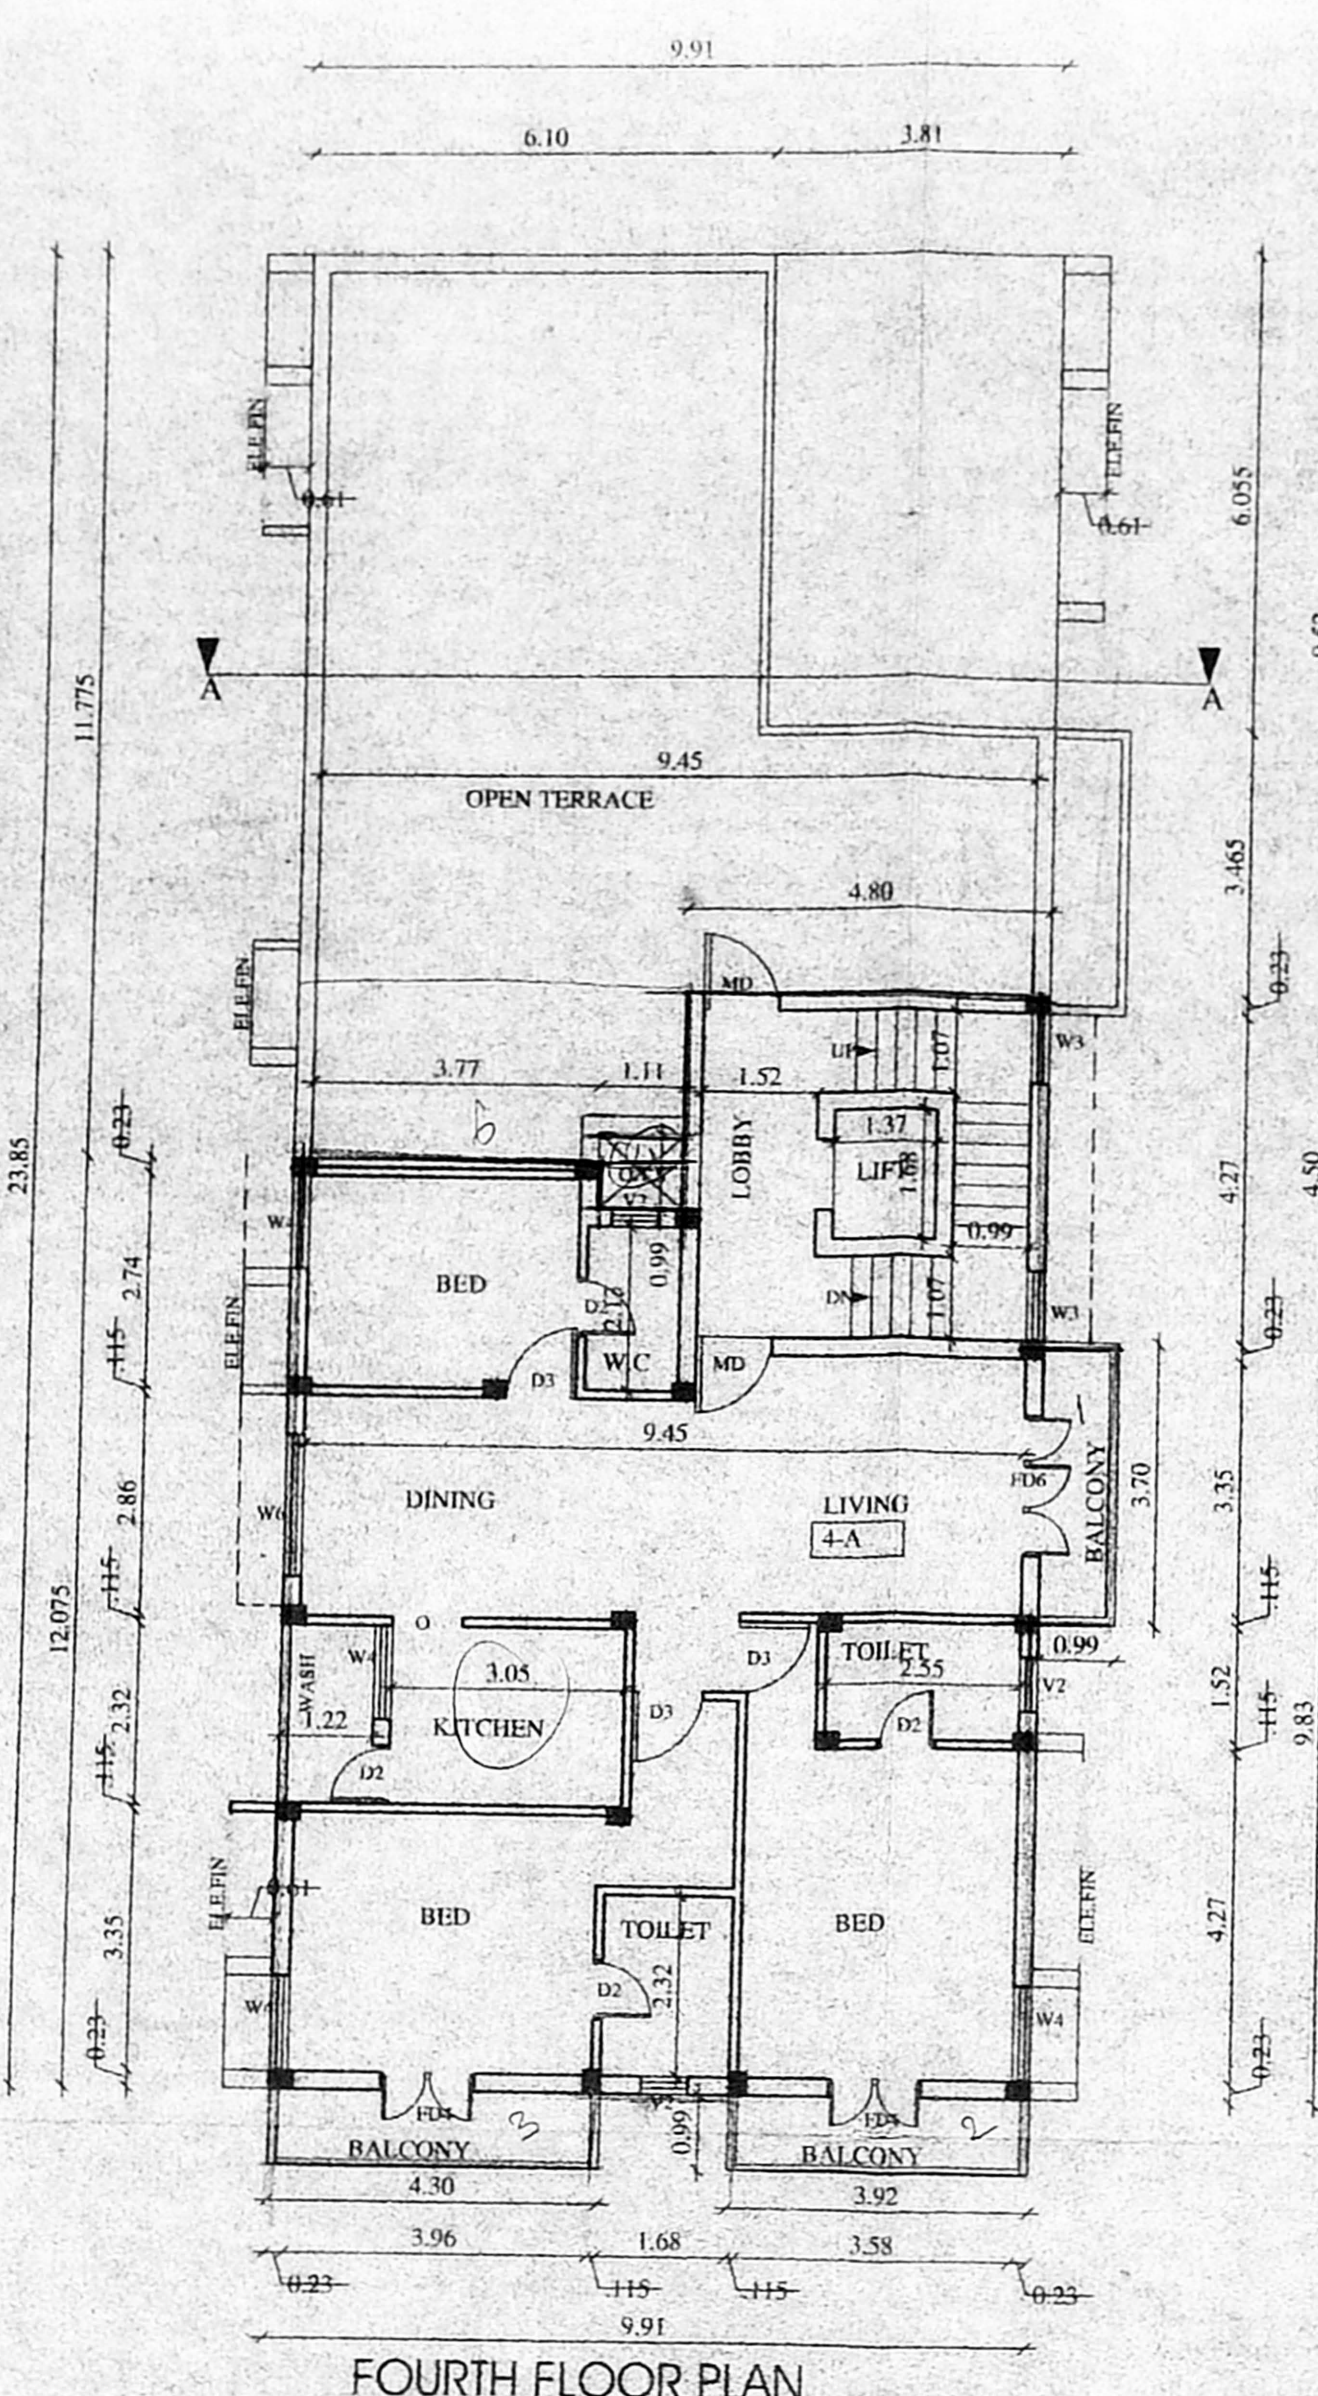 9.91
6.10
3.81
ELE.FIN
ELE.FIN
0.61
0.61
6.055
11.775
A
A
9.45
OPEN TERRACE
3.465
4.80
MD
0.23
ELE.FIN
UP
1.07
W3
3.77
1.11
1.52
0.23
23.85
LOBBY
1.37
LIFT
1.68
4.27
4.50
0.99
V2
BED
0.99
2.74
D2
2.17
DN
1.07
W3
0.23
ELE.FIN
.115
W.C
MD
D3
9.45
FD6
BALCONY
3.70
3.35
DINING
LIVING
4-A
2.86
W6
.115
.115
12.075
O
WASH
W4
3.05
D3
TOILET
2.55
0.99
V2
1.52
2.32
1.22
KITCHEN
D3
D2
.115
9.83
.115
D2
ELE.FIN
0.61
BED
TOILET
BED
ELE.FIN
4.27
3.35
D2
2.32
W4
0.23
0.23
3
2
0.99
BALCONY
BALCONY
4.30
3.92
3.96
1.68
3.58
0.23
.115
.115
0.23
9.91
FOURTH FLOOR PLAN